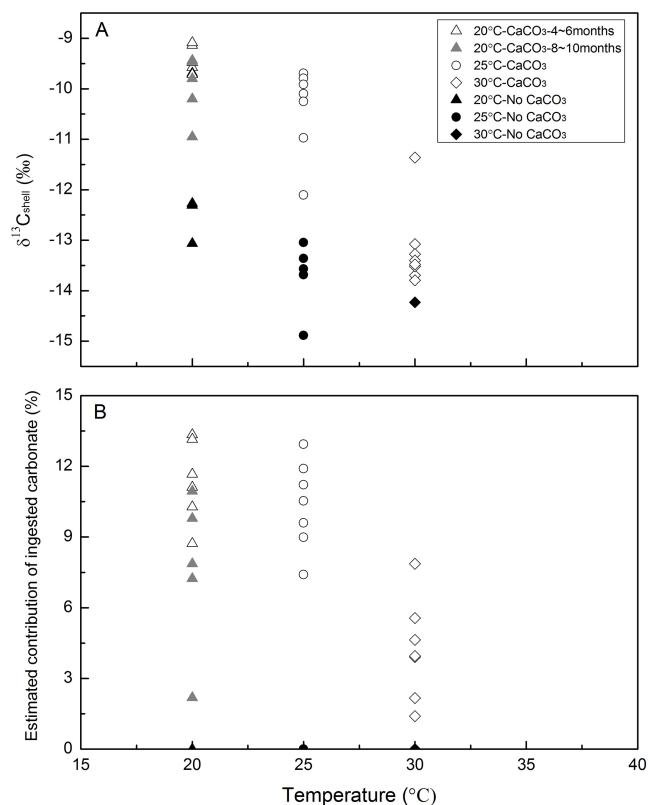 A
-9
-10
-11
-12
-13
-14
-15
δ¹³Cshell (‰)
20°C-CaCO₃-4~6months
20°C-CaCO₃-8~10months
25°C-CaCO₃
30°C-CaCO₃
20°C-No CaCO₃
25°C-No CaCO₃
30°C-No CaCO₃
B
15
12
9
6
3
0
Estimated contribution of ingested carbonate (%)
15 20 25 30 35 40
Temperature (°C)